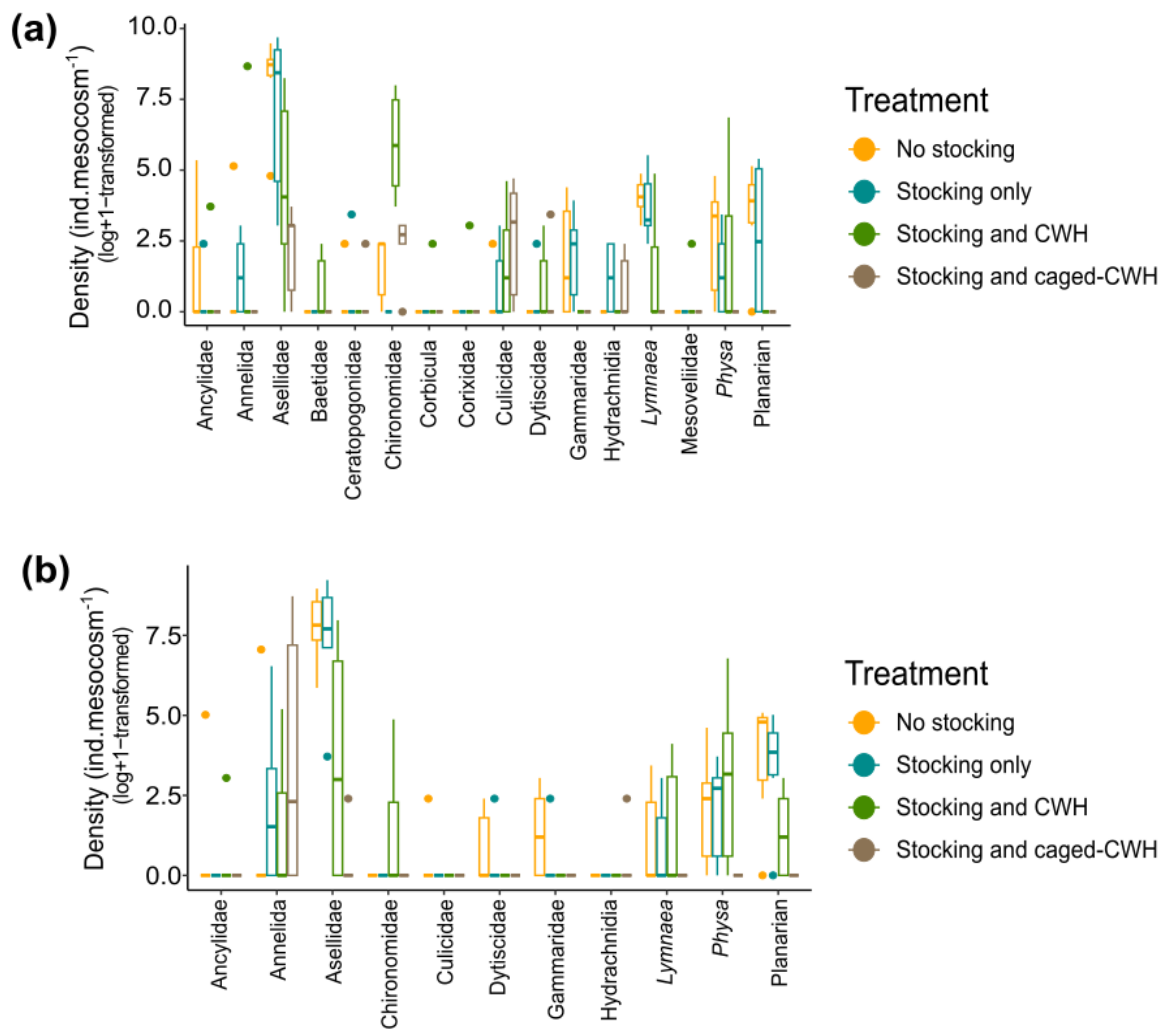 (a)
Density (ind.mesocosm⁻¹)
(log+1−transformed)
10.0
7.5
5.0
2.5
0.0
Ancylidae
Annelida
Asellidae
Baetidae
Ceratopogonidae
Chironomidae
Corbicula
Corixidae
Culicidae
Dytiscidae
Gammaridae
Hydrachnidia
Lymnaea
Mesoveliidae
Physa
Planarian
Treatment
No stocking
Stocking only
Stocking and CWH
Stocking and caged-CWH
(b)
Density (ind.mesocosm⁻¹)
(log+1−transformed)
7.5
5.0
2.5
0.0
Ancylidae
Annelida
Asellidae
Chironomidae
Culicidae
Dytiscidae
Gammaridae
Hydrachnidia
Lymnaea
Physa
Planarian
Treatment
No stocking
Stocking only
Stocking and CWH
Stocking and caged-CWH